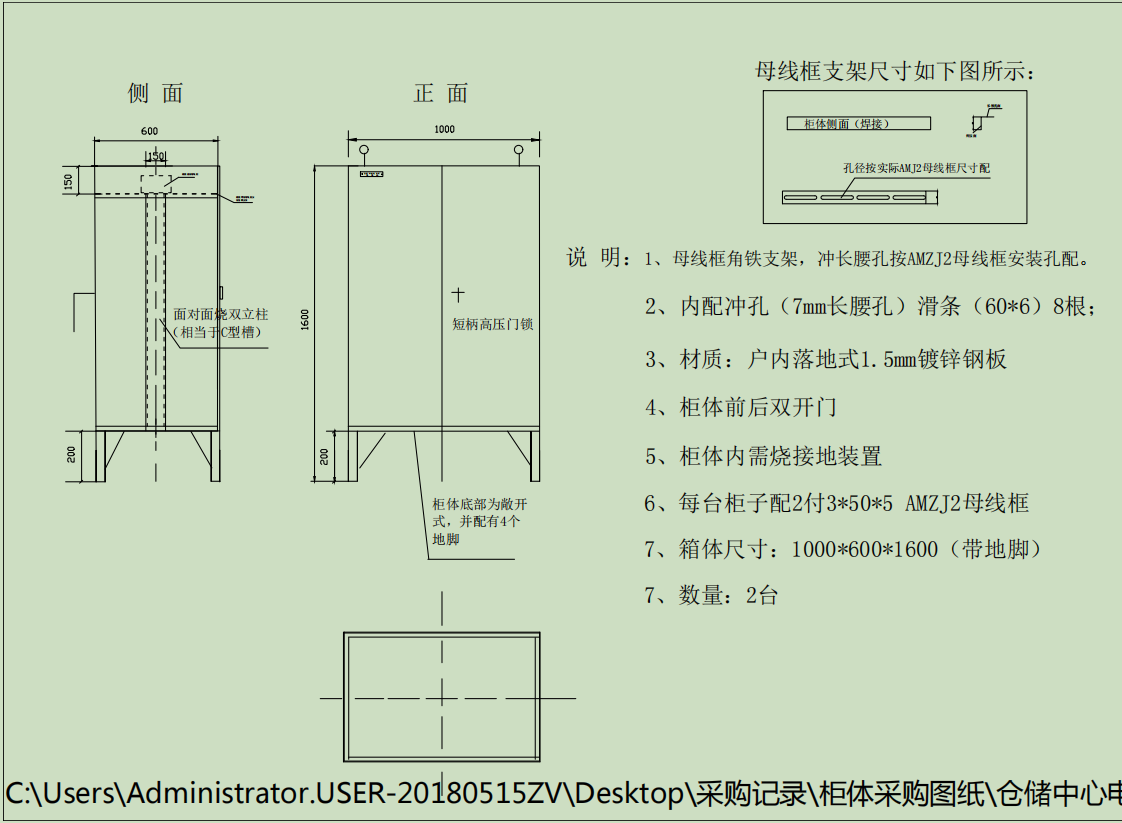 母线框支架尺寸如下图所示：
侧 面
正 面
600
1000
150
150
柜体侧面（焊接）
孔径按实际AMJ2母线框尺寸配
说 明：1、母线框角铁支架，冲长腰孔按AMZJ2母线框安装孔配。
2、内配冲孔（7mm长腰孔）滑条（60*6）8根；
面对面烧双立柱
（相当于C型槽）
1600
短柄高压门锁
3、材质：户内落地式1.5mm镀锌钢板
4、柜体前后双开门
5、柜体内需烧接地装置
200
200
柜体底部为敞开
式，并配有4个
地脚
6、每台柜子配2付3*50*5 AMZJ2母线框
7、箱体尺寸：1000*600*1600（带地脚）
7、数量：2台
C:\Users\Administrator.USER-20180515ZV\Desktop\采购记录\柜体采购图纸\仓储中心电